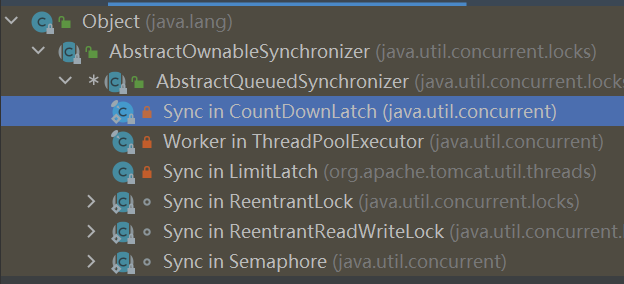 Object (java.lang)
AbstractOwnableSynchronizer (java.util.concurrent.locks)
* AbstractQueuedSynchronizer (java.util.concurrent.locks
Sync in CountDownLatch (java.util.concurrent)
Worker in ThreadPoolExecutor (java.util.concurrent)
Sync in LimitLatch (org.apache.tomcat.util.threads)
Sync in ReentrantLock (java.util.concurrent.locks)
Sync in ReentrantReadWriteLock (java.util.concurrent.
Sync in Semaphore (java.util.concurrent)